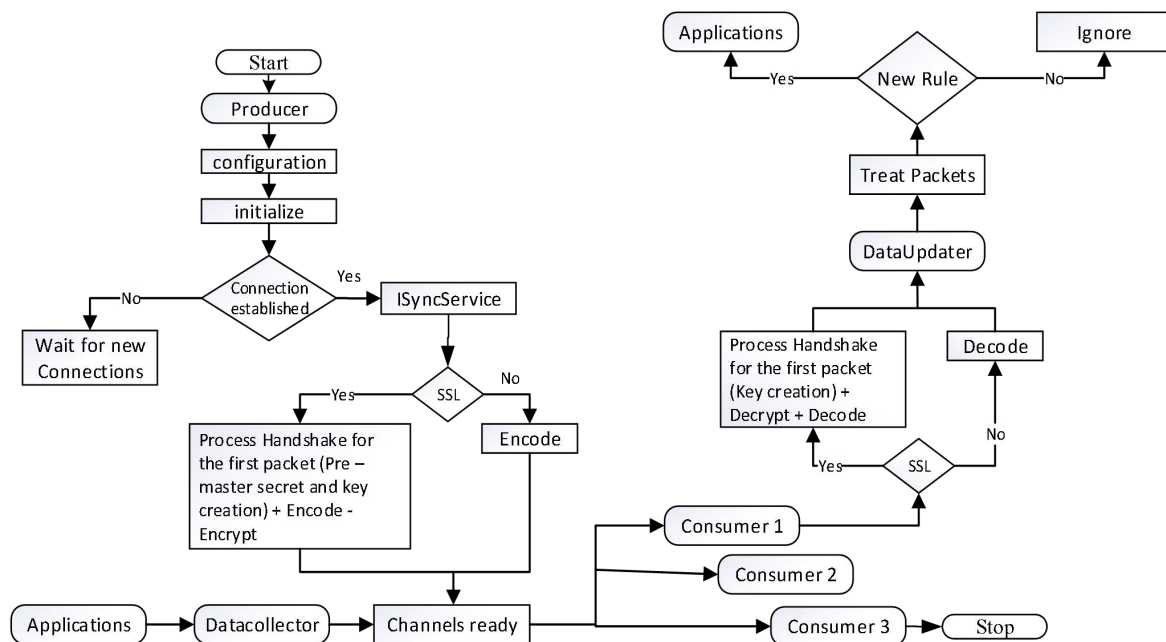 Start
Producer
configuration
initialize
Connection
established
No
Yes
Wait for new
Connections
ISyncService
SSL
Yes
No
Process Handshake for
the first packet (Pre –
master secret and key
creation) + Encode -
Encrypt
Encode
Applications
Datacollector
Channels ready
Consumer 1
Consumer 2
Consumer 3
Stop
SSL
Yes
No
Process Handshake
for the first packet
(Key creation) +
Decrypt + Decode
Decode
DataUpdater
Treat Packets
New Rule
Yes
No
Applications
Ignore